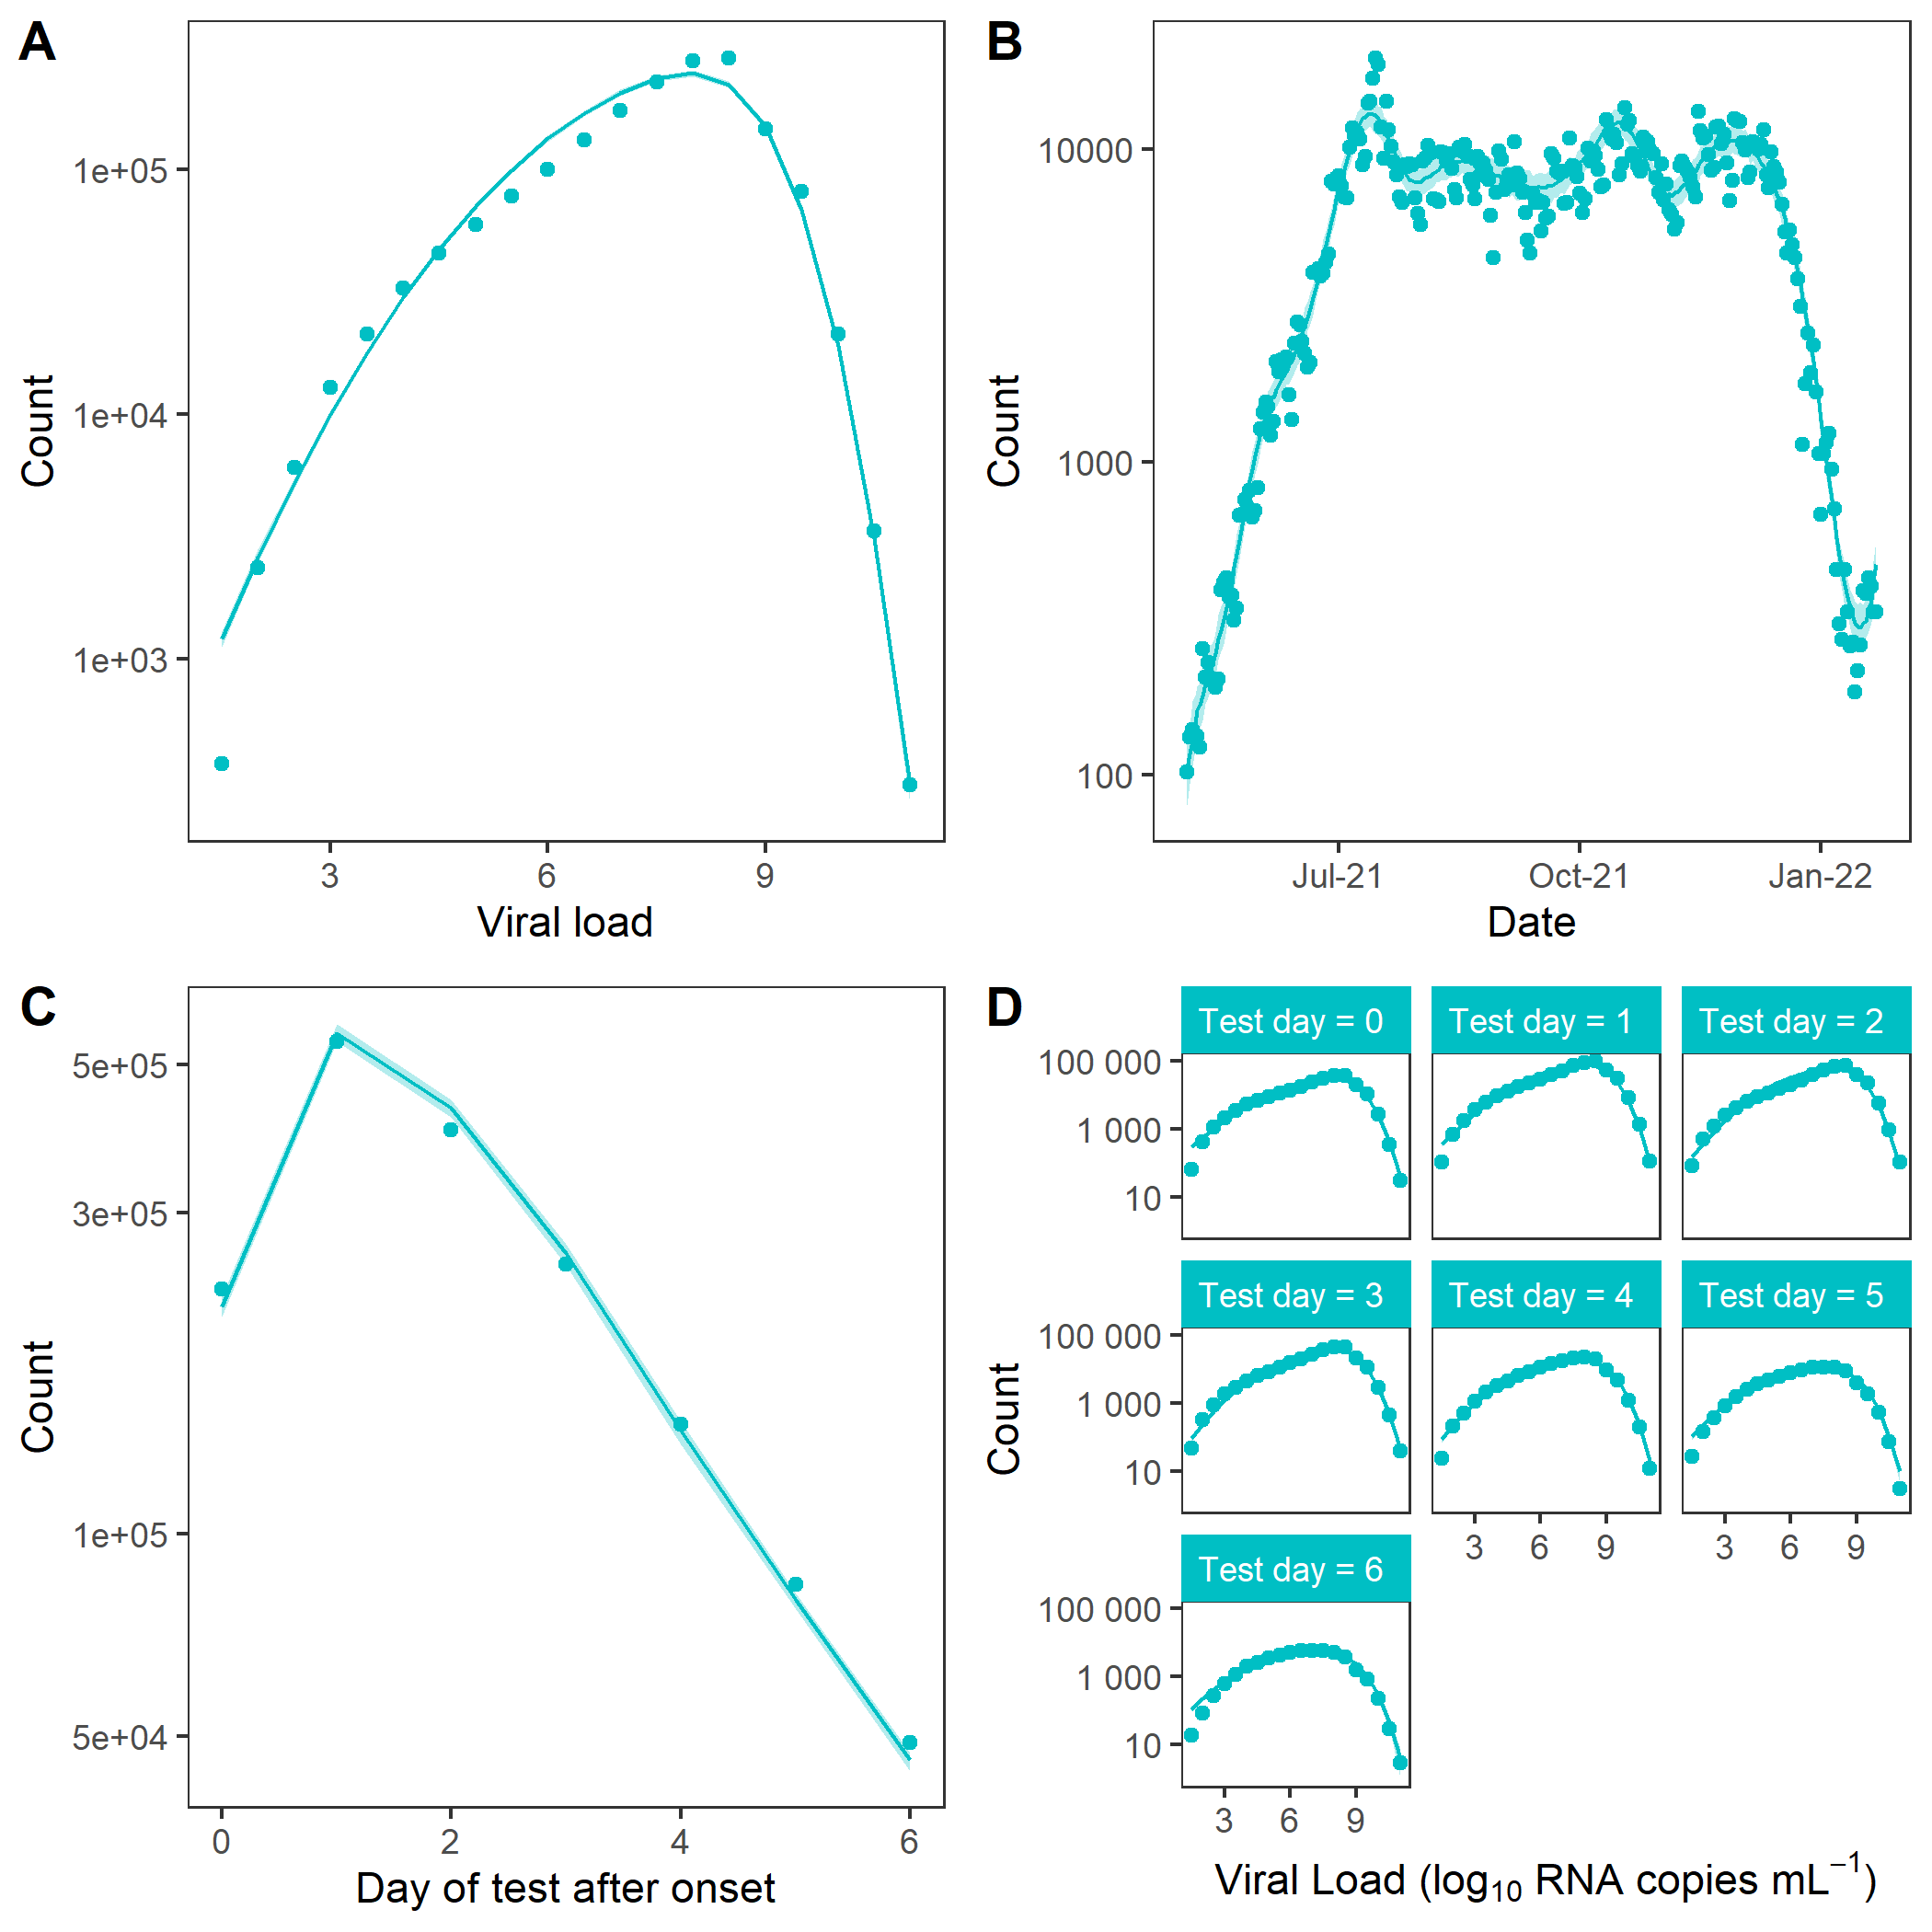 A
Count
1e+05
1e+04
1e+03
3 6 9
Viral load
B
Count
10000
1000
100
Jul-21 Oct-21 Jan-22
Date
C
Count
5e+05
3e+05
1e+05
5e+04
0 2 4 6
Day of test after onset
D
Count
Test day = 0 Test day = 1 Test day = 2
100 000
1 000
10
Test day = 3 Test day = 4 Test day = 5
100 000
1 000
10
3 6 9 3 6 9
Test day = 6
100 000
1 000
10
3 6 9
Viral Load (log₁₀ RNA copies mL⁻¹)